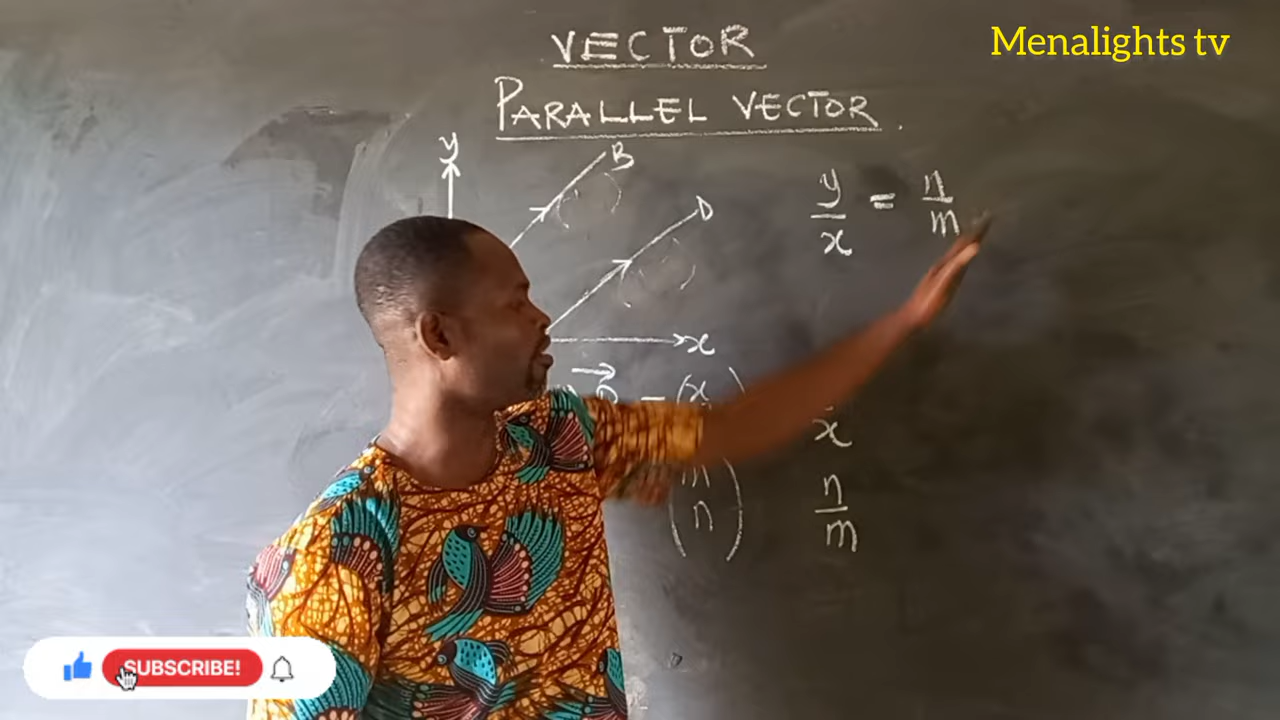 Menalights tv
VECTOR
PARALLEL VECTOR.
y
B
D
x
y/x = n/m
(x
x
m
n
n/m
SUBSCRIBE!